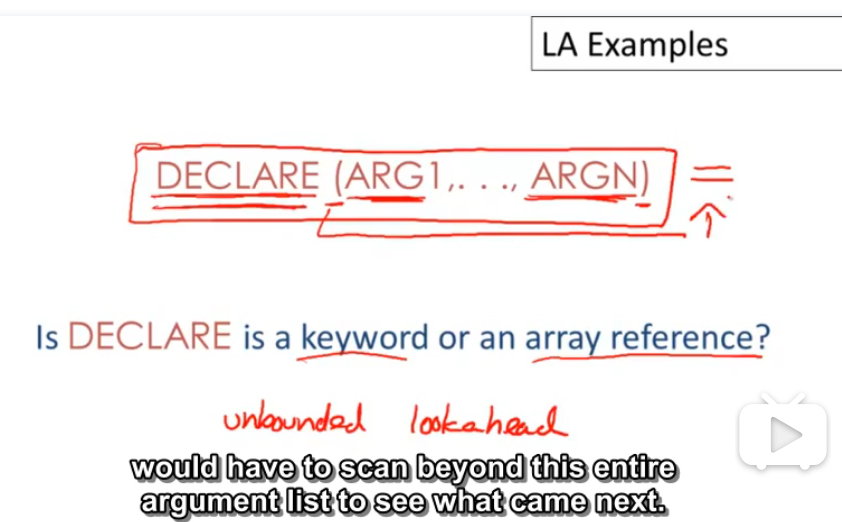 LA Examples
DECLARE (ARG1,. . ., ARGN) =
Is DECLARE is a keyword or an array reference?
unbounded lookahead
would have to scan beyond this entire
argument list to see what came next.